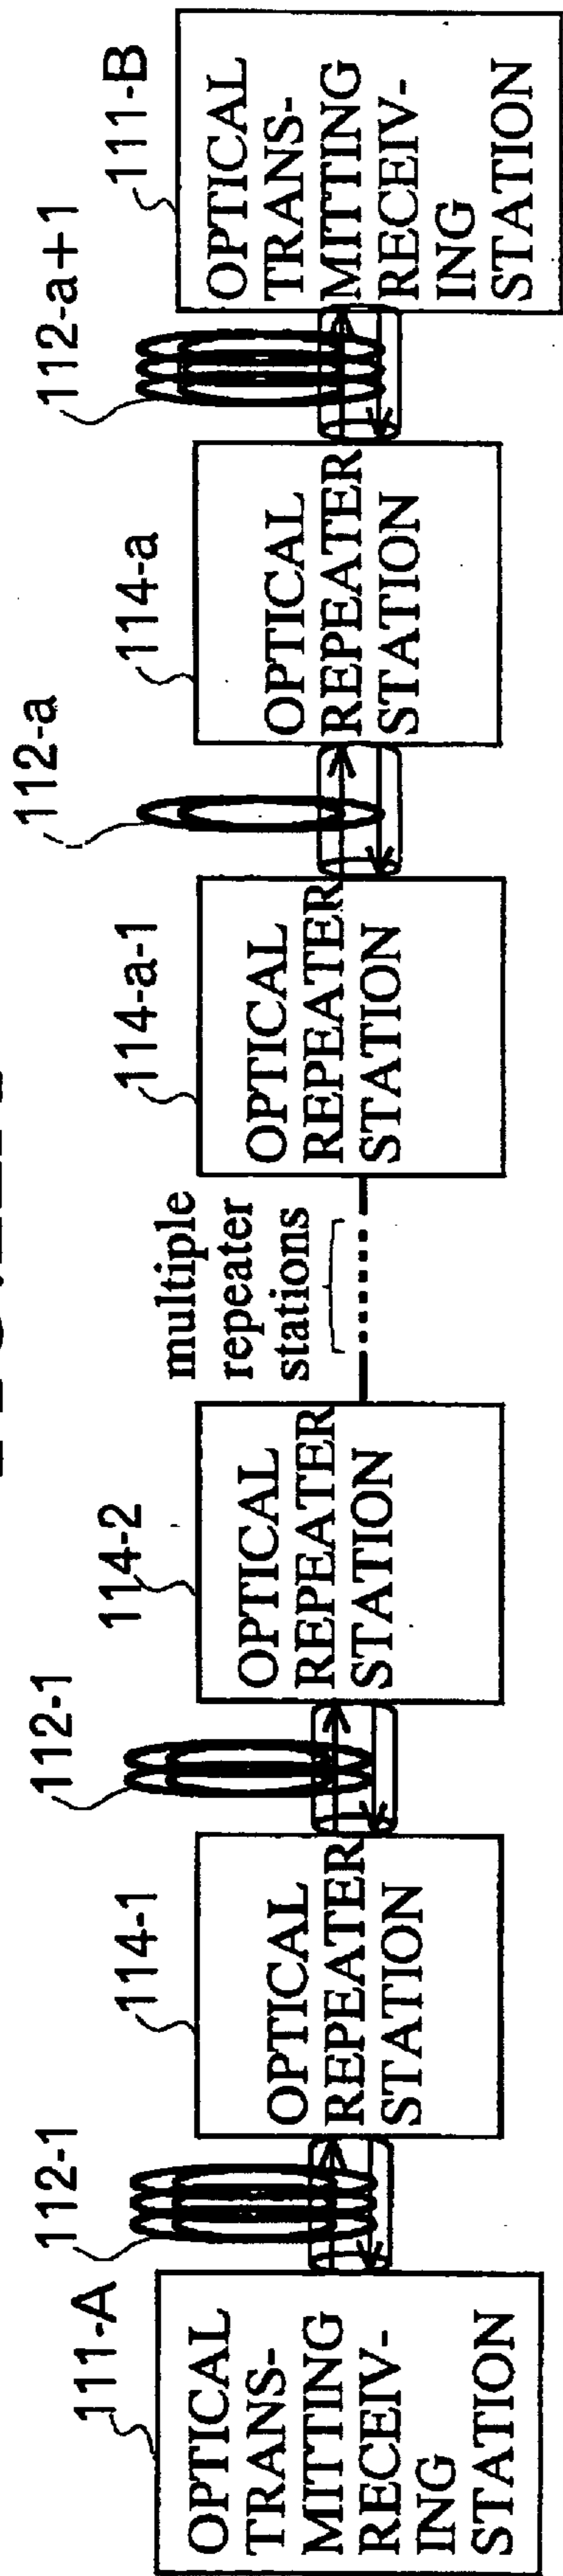 111-A
OPTICAL
TRANS-
MITTING
RECEIV-
ING
STATION
112-1
114-1
OPTICAL
REPEATER
STATION
112-1
114-2
OPTICAL
REPEATER
STATION
multiple
repeater
stations
114-a-1
OPTICAL
REPEATER
STATION
112-a
114-a
OPTICAL
REPEATER
STATION
112-a+1
111-B
OPTICAL
TRANS-
MITTING
RECEIV-
ING
STATION